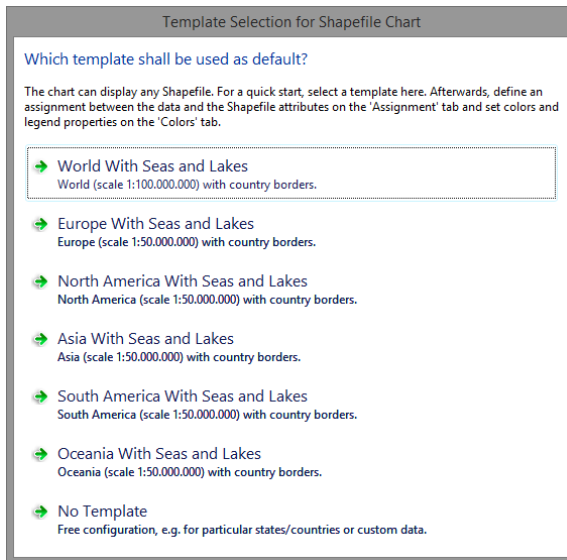 Template Selection for Shapefile Chart
Which template shall be used as default?
The chart can display any Shapefile. For a quick start, select a template here. Afterwards, define an
assignment between the data and the Shapefile attributes on the 'Assignment' tab and set colors and
legend properties on the 'Colors' tab.
World With Seas and Lakes
World (scale 1:100.000.000) with country borders.
Europe With Seas and Lakes
Europe (scale 1:50.000.000) with country borders.
North America With Seas and Lakes
North America (scale 1:50.000.000) with country borders.
Asia With Seas and Lakes
Asia (scale 1:50.000.000) with country borders.
South America With Seas and Lakes
South America (scale 1:50.000.000) with country borders.
Oceania With Seas and Lakes
Oceania (scale 1:50.000.000) with country borders.
No Template
Free configuration, e.g. for particular states/countries or custom data.